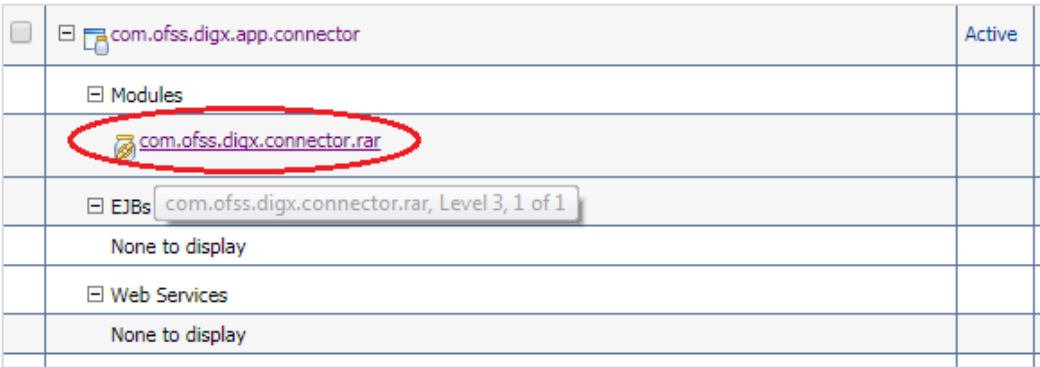 com.ofss.digx.app.connector Active
Modules
com.ofss.digx.connector.rar
EJBs com.ofss.digx.connector.rar, Level 3, 1 of 1
None to display
Web Services
None to display